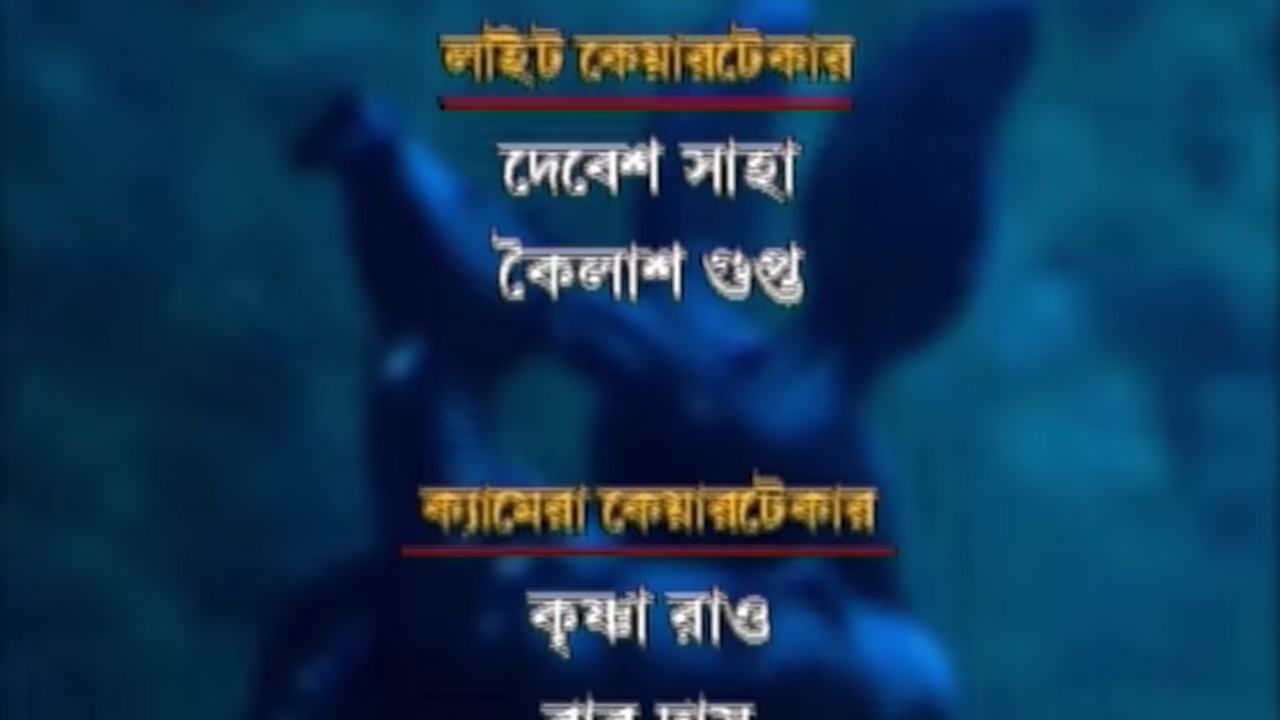 লাইট কেয়ারটেকার
দেবেশ সাহা
কৈলাশ গুপ্ত
ক্যামেরা কেয়ারটেকার
কৃষ্ণা রাও